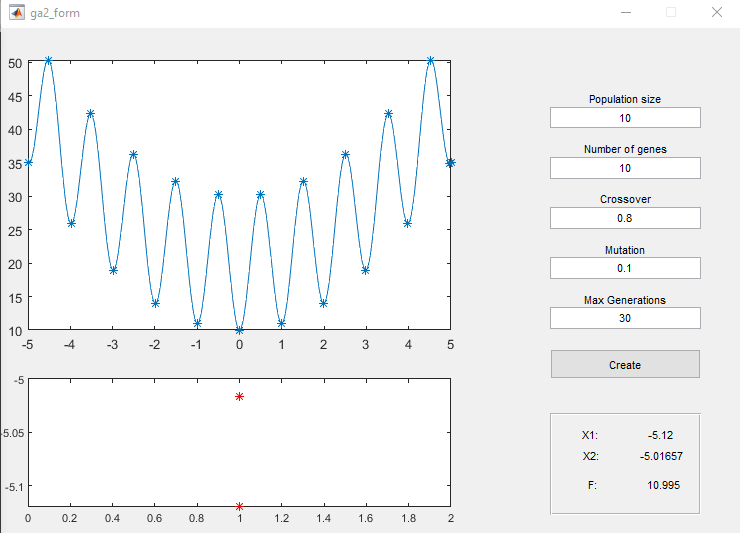 ga2_form
50
45
40
35
30
25
20
15
10
-5 -4 -3 -2 -1 0 1 2 3 4 5
-5
-5.05
-5.1
0 0.2 0.4 0.6 0.8 1 1.2 1.4 1.6 1.8 2
Population size
10
Number of genes
10
Crossover
0.8
Mutation
0.1
Max Generations
30
Create
X1: -5.12
X2: -5.01657
F: 10.995